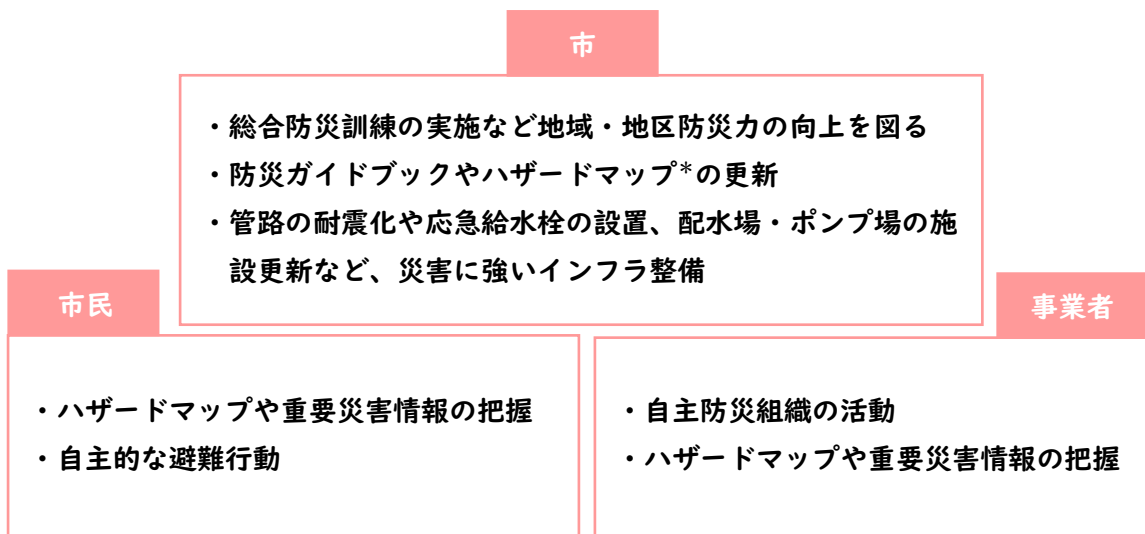 市
・総合防災訓練の実施など地域・地区防災力の向上を図る
・防災ガイドブックやハザードマップ*の更新
・管路の耐震化や応急給水栓の設置、配水場・ポンプ場の施
設更新など、災害に強いインフラ整備
市民
・ハザードマップや重要災害情報の把握
・自主的な避難行動
事業者
・自主防災組織の活動
・ハザードマップや重要災害情報の把握